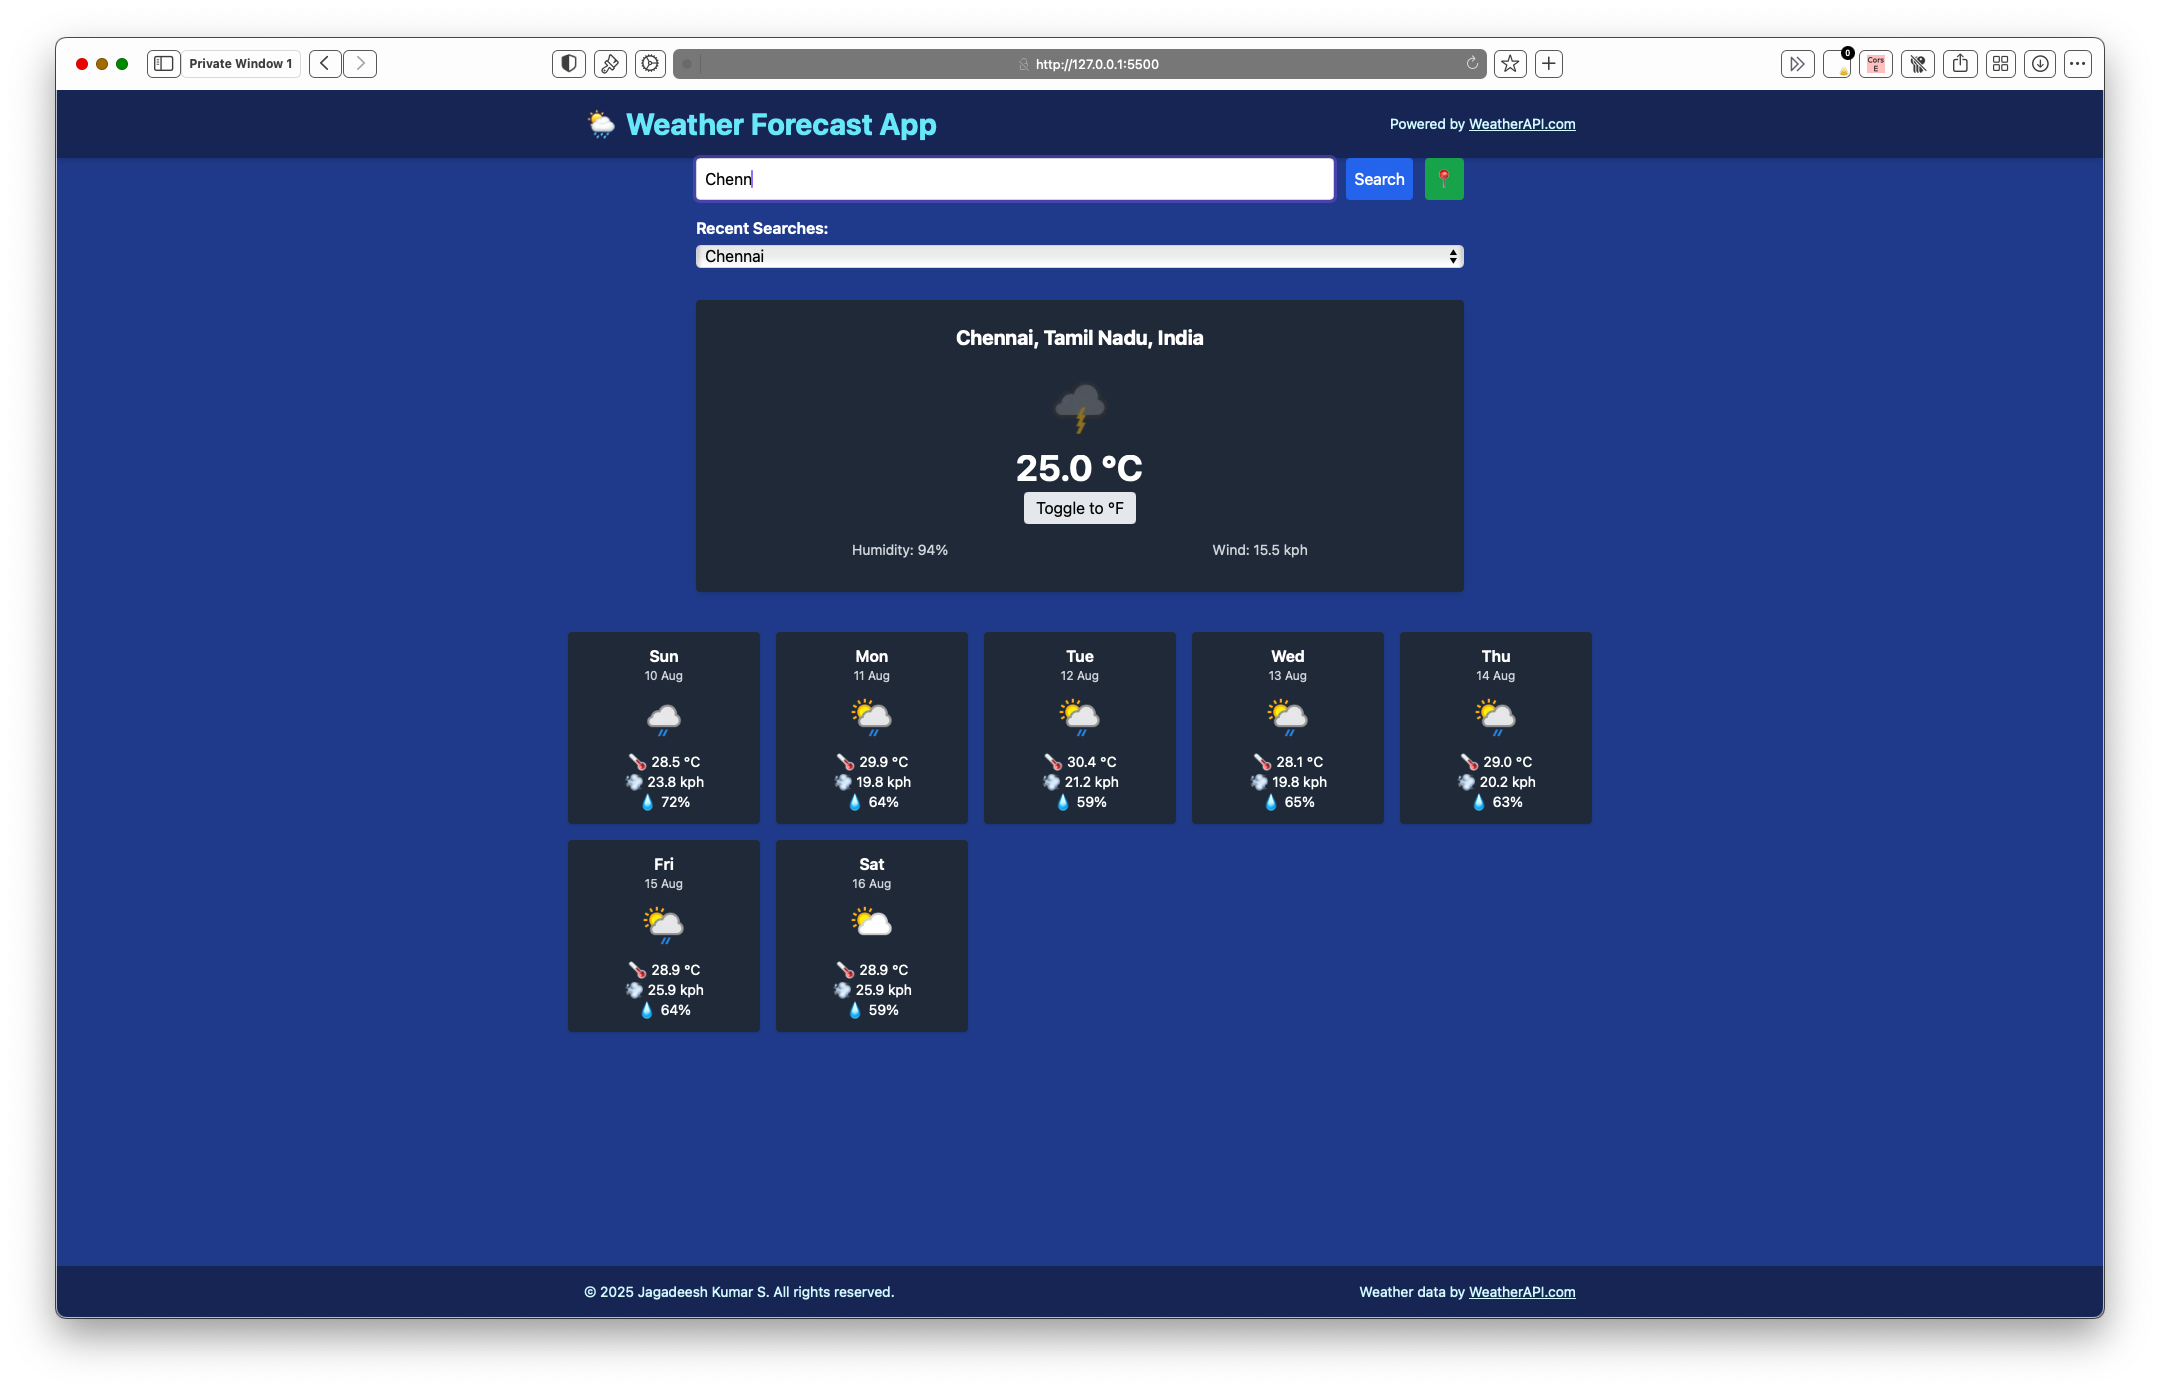 Private Window 1
http://127.0.0.1:5500
0
Cors
E
Weather Forecast App
Powered by WeatherAPI.com
Chenn
Search
Recent Searches:
Chennai
Chennai, Tamil Nadu, India
25.0 °C
Toggle to °F
Humidity: 94%
Wind: 15.5 kph
Sun
10 Aug
28.5 °C
23.8 kph
72%
Mon
11 Aug
29.9 °C
19.8 kph
64%
Tue
12 Aug
30.4 °C
21.2 kph
59%
Wed
13 Aug
28.1 °C
19.8 kph
65%
Thu
14 Aug
29.0 °C
20.2 kph
63%
Fri
15 Aug
28.9 °C
25.9 kph
64%
Sat
16 Aug
28.9 °C
25.9 kph
59%
© 2025 Jagadeesh Kumar S. All rights reserved.
Weather data by WeatherAPI.com